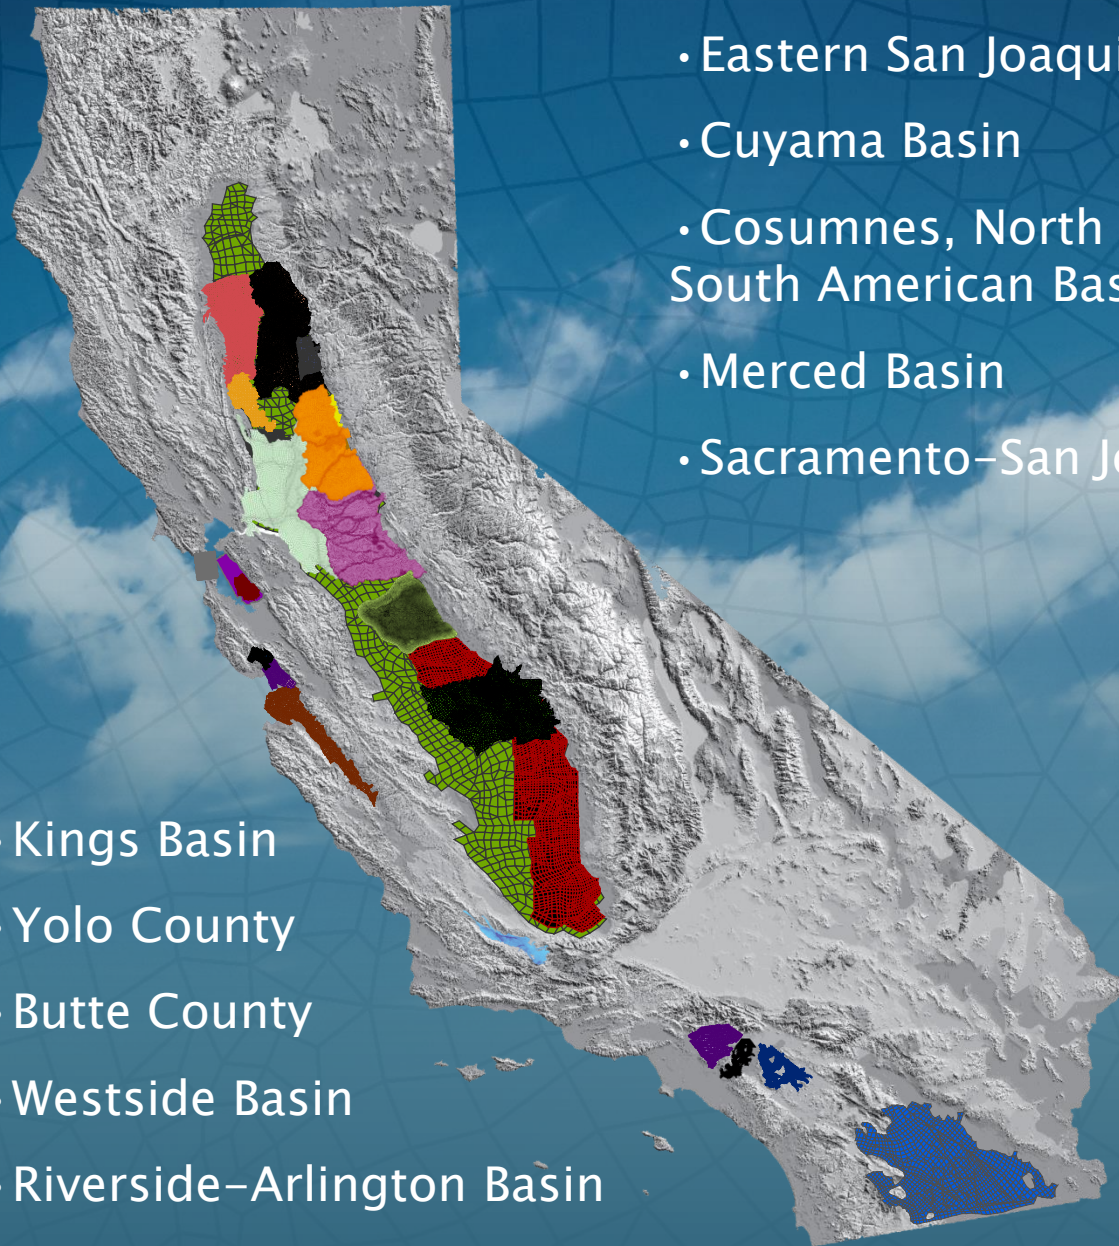 •Eastern San Joaqui
•Cuyama Basin
•Cosumnes, North
South American Bas
•Merced Basin
•Sacramento–San J
•Kings Basin
•Yolo County
•Butte County
•Westside Basin
•Riverside–Arlington Basin